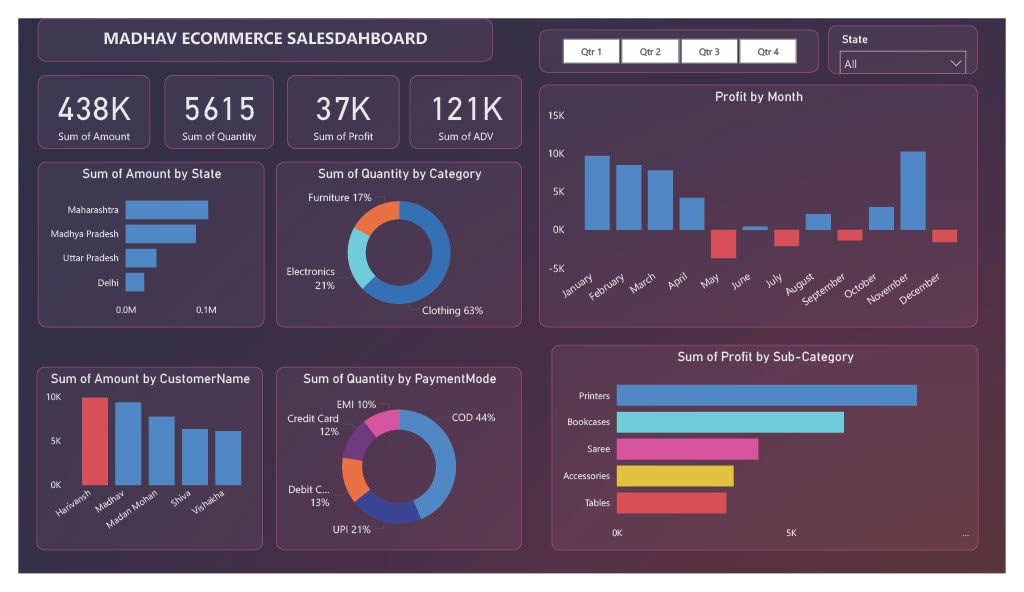 MADHAV ECOMMERCE SALESDAHBOARD
Qtr 1
Qtr 2
Qtr 3
Qtr 4
State
All
438K
Sum of Amount
5615
Sum of Quantity
37K
Sum of Profit
121K
Sum of ADV
Sum of Amount by State
Maharashtra
Madhya Pradesh
Uttar Pradesh
Delhi
0.0M
0.1M
Sum of Quantity by Category
Furniture 17%
Electronics
21%
Clothing 63%
Profit by Month
15K
10K
5K
0K
-5K
January
February
March
April
May
June
July
August
September
October
November
December
Sum of Amount by CustomerName
10K
5K
0K
Harivansh
Madhav
Madan Mohan
Shiva
Vishakha
Sum of Quantity by PaymentMode
EMI 10%
Credit Card
12%
COD 44%
Debit C...
13%
UPI 21%
Sum of Profit by Sub-Category
Printers
Bookcases
Saree
Accessories
Tables
0K
5K
...